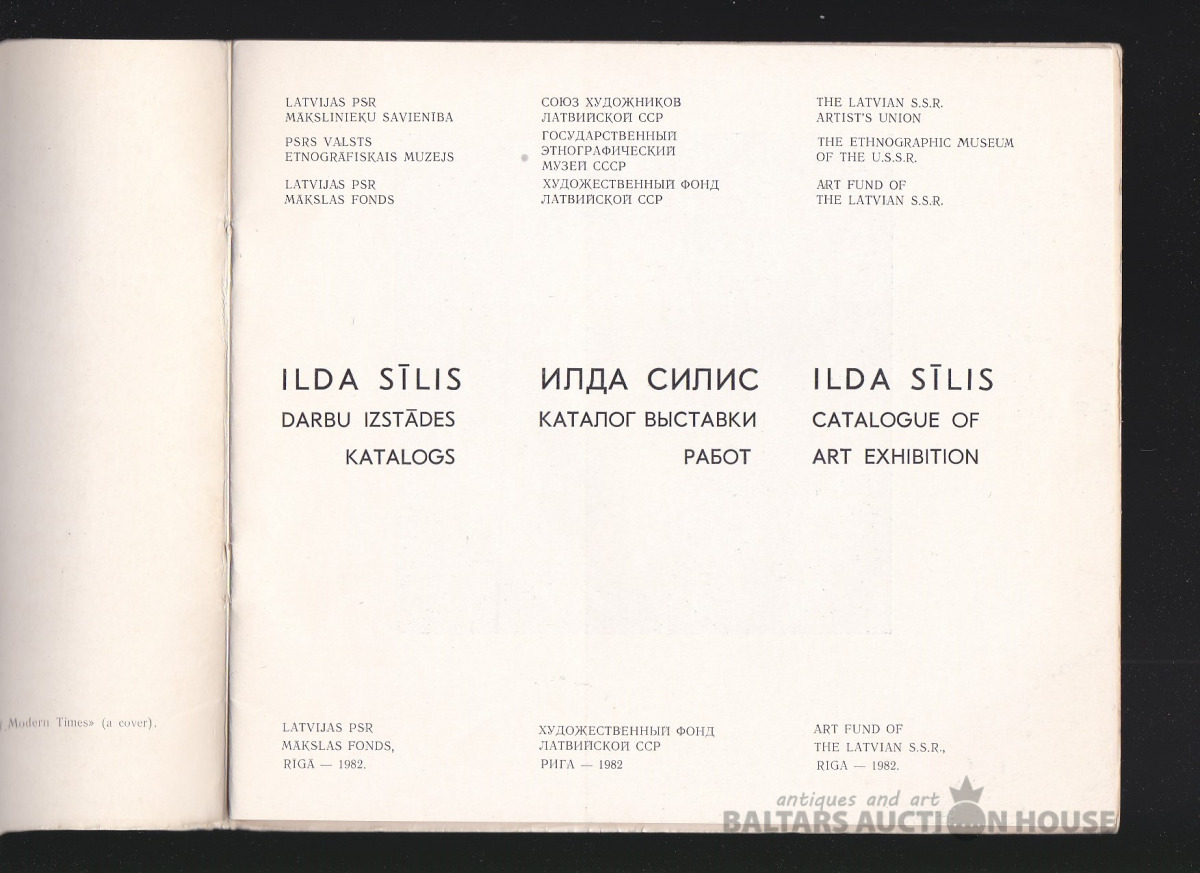 LATVIJAS PSR
MĀKSLINIEKU SAVIENĪBA
PSRS VALSTS
ETNOGRĀFISKAIS MUZEJS
LATVIJAS PSR
MĀKSLAS FONDS
СОЮЗ ХУДОЖНИКОВ
ЛАТВИЙСКОЙ ССР
ГОСУДАРСТВЕННЫЙ
ЭТНОГРАФИЧЕСКИЙ
МУЗЕЙ СССР
ХУДОЖЕСТВЕННЫЙ ФОНД
ЛАТВИЙСКОЙ ССР
THE LATVIAN S.S.R.
ARTIST'S UNION
THE ETHNOGRAPHIC MUSEUM
OF THE U.S.S.R.
ART FUND OF
THE LATVIAN S.S.R.
ILDA SĪLIS
DARBU IZSTĀDES
KATALOGS
ИЛДА СИЛИС
КАТАЛОГ ВЫСТАВКИ
РАБОТ
ILDA SĪLIS
CATALOGUE OF
ART EXHIBITION
Modern Times» (a cover).
LATVIJAS PSR
MĀKSLAS FONDS,
RĪGĀ — 1982.
ХУДОЖЕСТВЕННЫЙ ФОНД
ЛАТВИЙСКОЙ ССР
РИГА — 1982
ART FUND OF
THE LATVIAN S.S.R.,
RIGA — 1982.
antiques and art
BALTARS AUCTION HOUSE